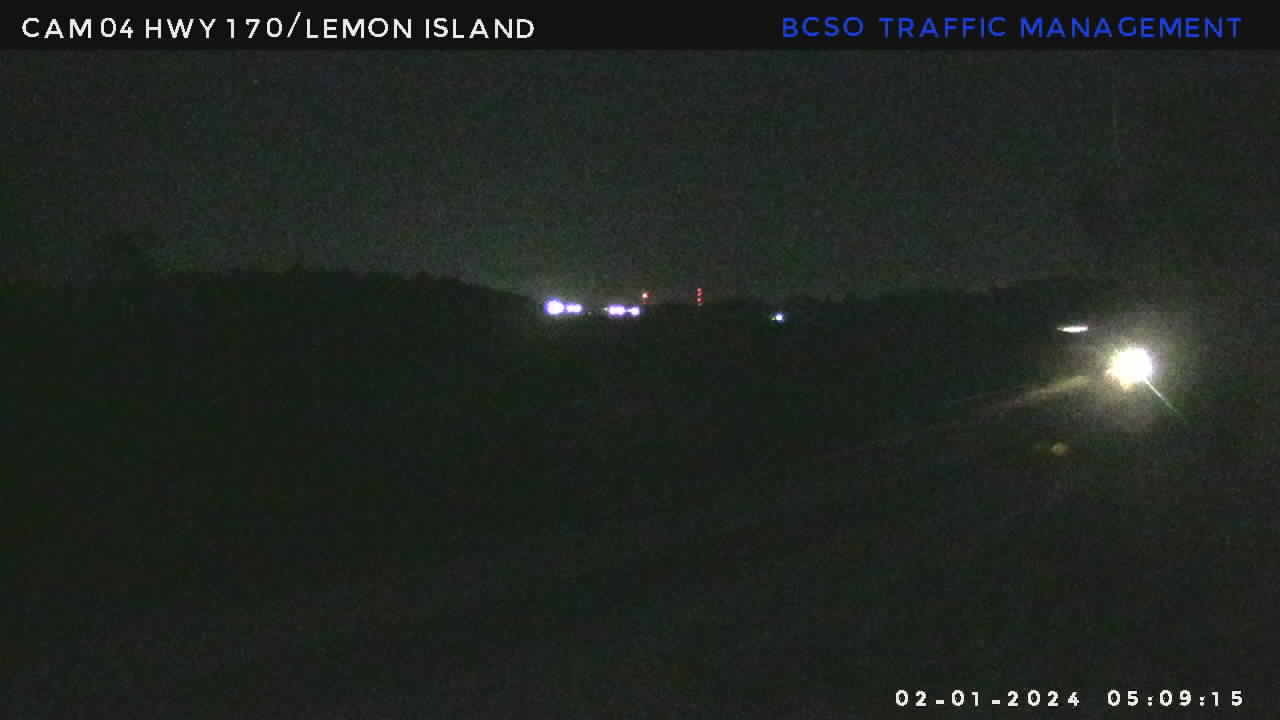 CAM04 HWY 170/LEMON ISLAND
BCSO TRAFFIC MANAGEMENT
02-01-2024 05:09:15